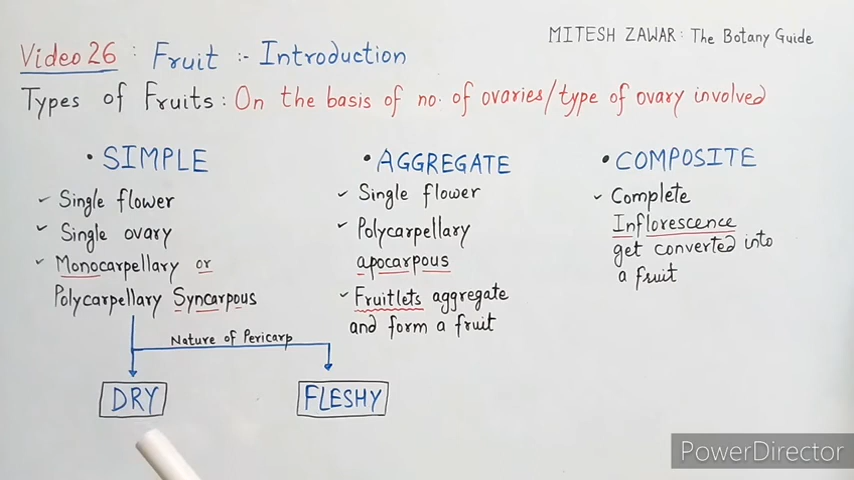 MITESH ZAWAR: The Botany Guide
Video 26 : Fruit :- Introduction
Types of Fruits: On the basis of no. of ovaries/type of ovary involved
• SIMPLE
✓ Single flower
✓ Single ovary
✓ Monocarpellary or
Polycarpellary Syncarpous
Nature of Pericarp
DRY
FLESHY
• AGGREGATE
✓ Single flower
✓ Polycarpellary
apocarpous
✓ Fruitlets aggregate
and form a fruit
• COMPOSITE
✓ Complete
Inflorescence
get converted into
a fruit
PowerDirector